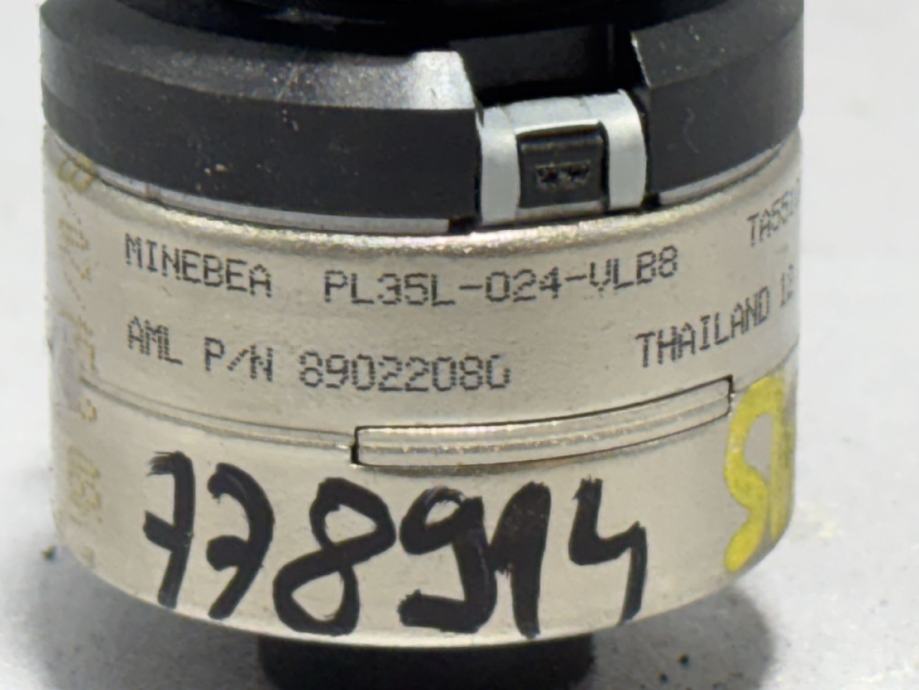 MINEBEA PL35L-024-VLB8
AML P/N 89022080
THAILAND
778914